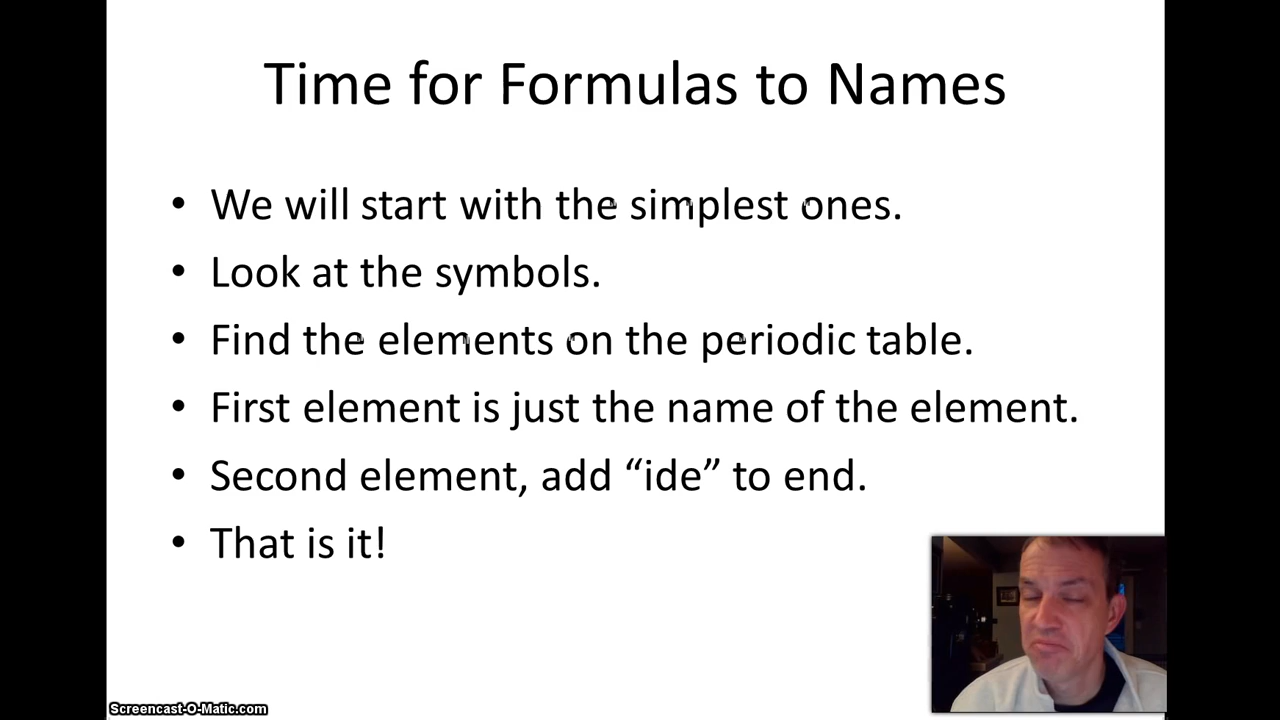 Time for Formulas to Names
• We will start with the simplest ones.
• Look at the symbols.
• Find the elements on the periodic table.
• First element is just the name of the element.
• Second element, add “ide” to end.
• That is it!
Screencast-O-Matic.com